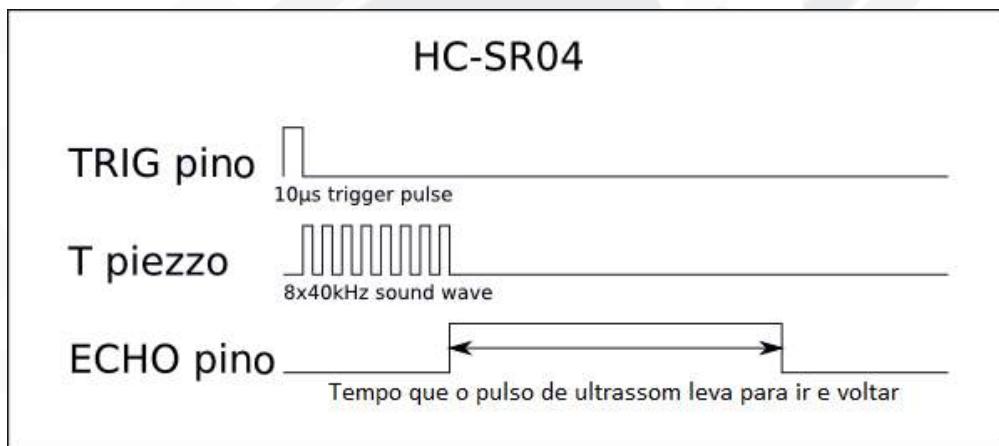 HC-SR04
TRIG pino
10µs trigger pulse
T piezzo
8x40kHz sound wave
ECHO pino
Tempo que o pulso de ultrassom leva para ir e voltar